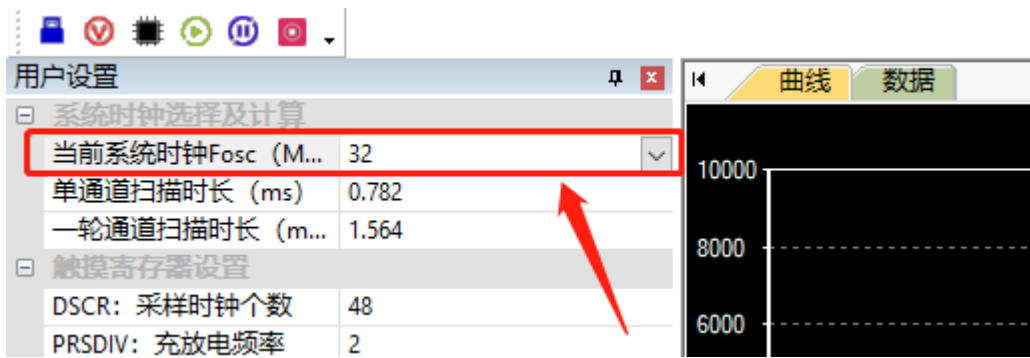 用户设置
系统时钟选择及计算
当前系统时钟Fosc（M... 32
单通道扫描时长（ms） 0.782
一轮通道扫描时长（m... 1.564
触摸寄存器设置
DSCR：采样时钟个数 48
PRSDIV：充放电频率 2
曲线 数据
10000
8000
6000